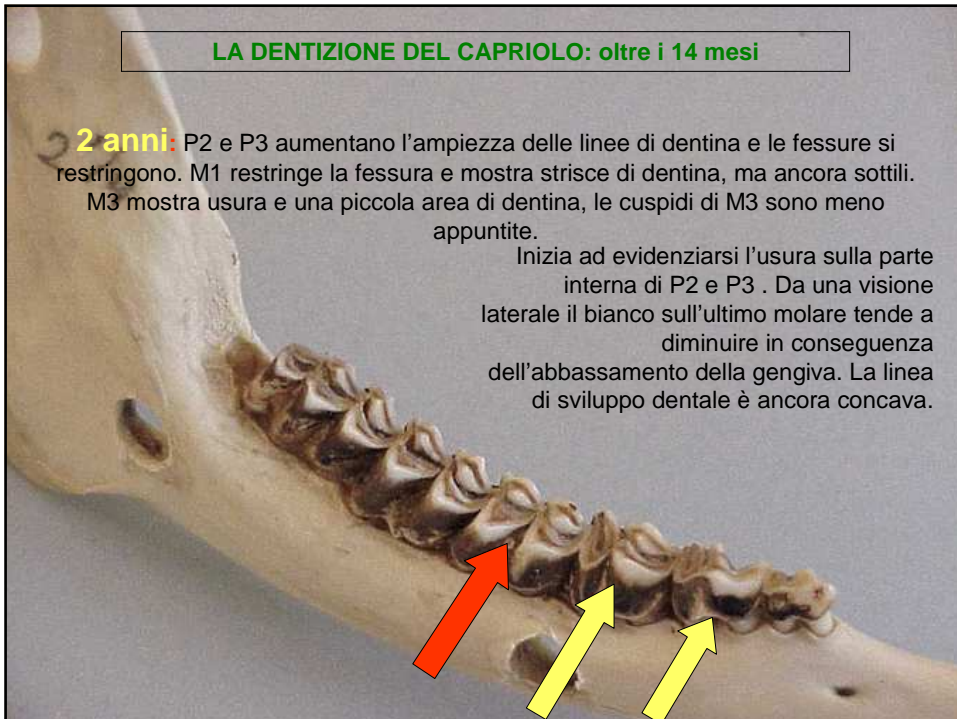 LA DENTIZIONE DEL CAPRIOLO: oltre i 14 mesi
2 anni: P2 e P3 aumentano l’ampiezza delle linee di dentina e le fessure si
restringono. M1 restringe la fessura e mostra strisce di dentina, ma ancora sottili.
M3 mostra usura e una piccola area di dentina, le cuspidi di M3 sono meno
appuntite.
Inizia ad evidenziarsi l’usura sulla parte
interna di P2 e P3 . Da una visione
laterale il bianco sull’ultimo molare tende a
diminuire in conseguenza
dell’abbassamento della gengiva. La linea
di sviluppo dentale è ancora concava.